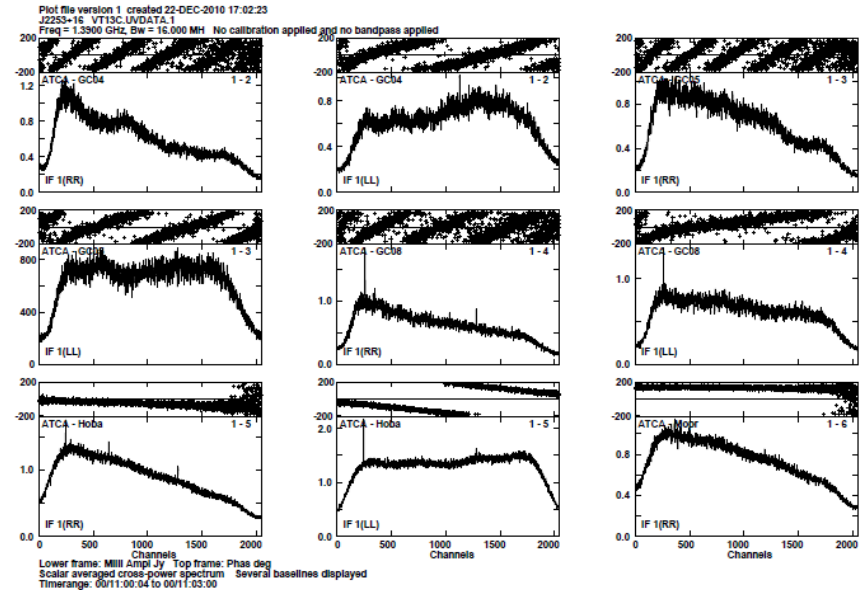 Plot file version 1 created 22-DEC-2010 17:02:23
J2253+16 VT13C.UVDATA.1
Freq = 1.3900 GHz, Bw = 16.000 MH No calibration applied and no bandpass applied
200 200 200
-200 -200 -200
ATCA - GC04 1 - 2 ATCA - GC04 1 - 2 ATCA - GC05 1 - 3
1.2
0.8 0.8 0.8
0.4 0.4 0.4
IF 1(RR) IF 1(LL) IF 1(RR)
0.0 0.0 0.0
200 200 200
-200 -200 -200
ATCA - GC05 1 - 3 ATCA - GC08 1 - 4 ATCA - GC08 1 - 4
800
1.0 1.0
400
IF 1(LL) IF 1(RR) IF 1(LL)
0 0.0 0.0
200 200 200
-200 -200 -200
ATCA - Hoba 1 - 5 ATCA - Hoba 1 - 5 ATCA - Mopr 1 - 6
2.0
1.2
1.0 1.0 0.8
0.4
IF 1(RR) IF 1(LL) IF 1(RR)
0.0 0.0 0.0
0 500 1000 1500 2000 0 500 1000 1500 2000 0 500 1000 1500 2000
Channels Channels Channels
Lower frame: Milli Ampl Jy Top frame: Phas deg
Scalar averaged cross-power spectrum Several baselines displayed
Timerange: 00/11:00:04 to 00/11:03:00